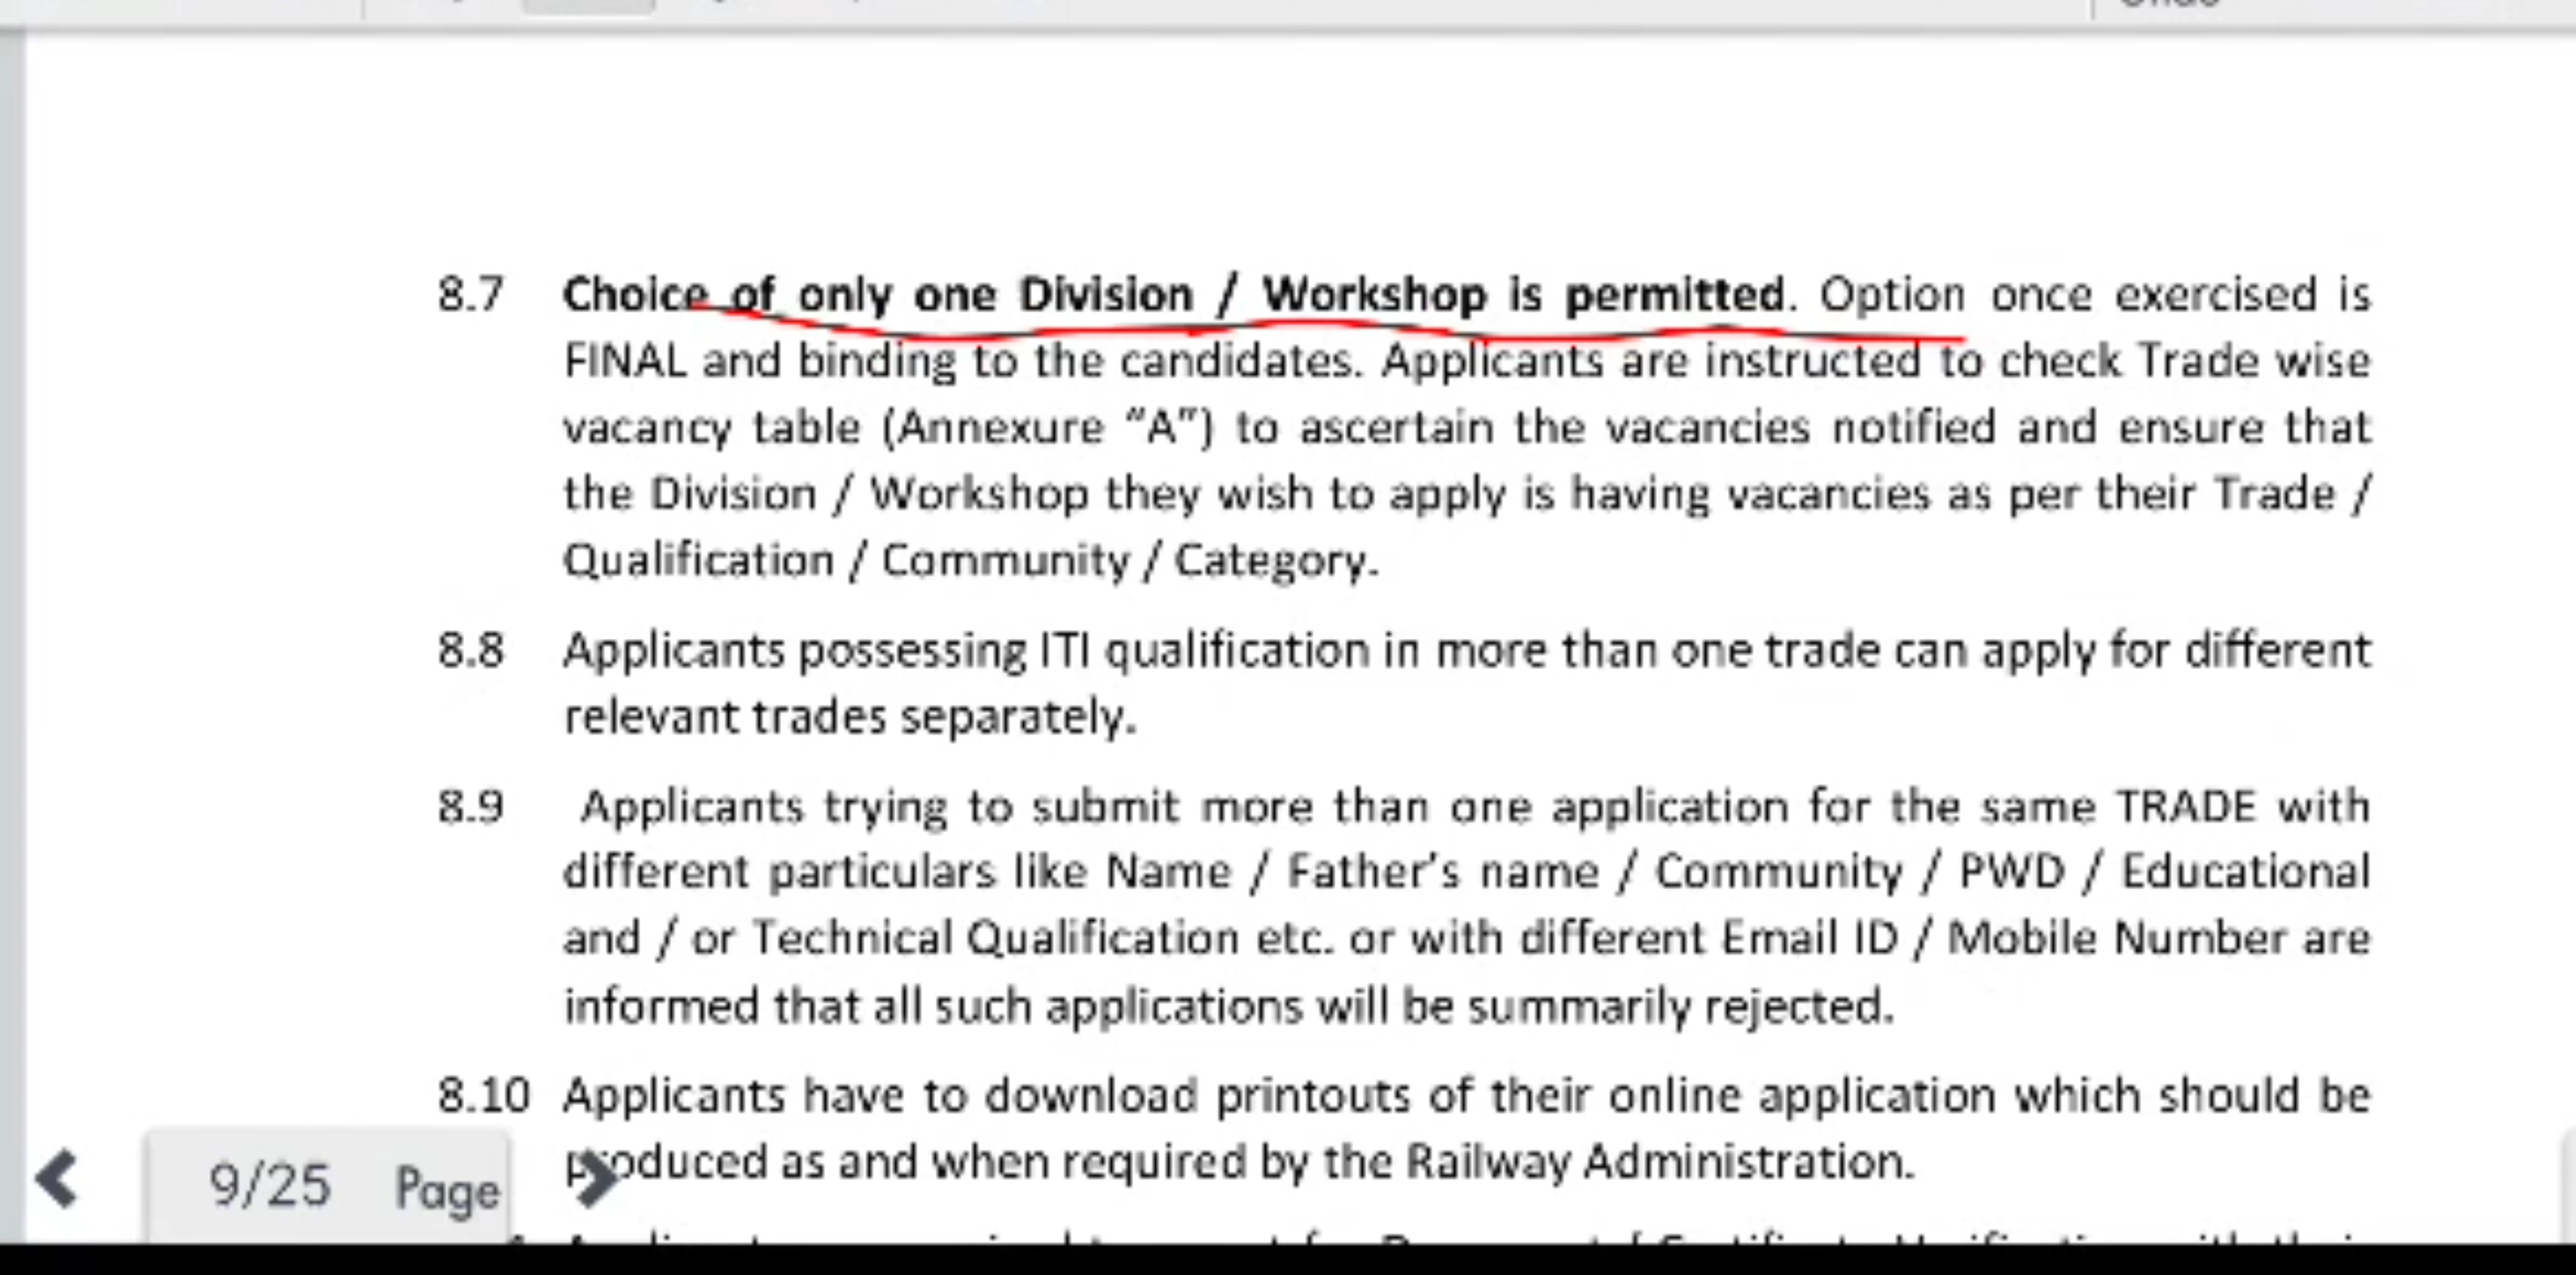 8.7 Choice of only one Division / Workshop is permitted. Option once exercised is
FINAL and binding to the candidates. Applicants are instructed to check Trade wise
vacancy table (Annexure “A”) to ascertain the vacancies notified and ensure that
the Division / Workshop they wish to apply is having vacancies as per their Trade /
Qualification / Community / Category.
8.8 Applicants possessing ITI qualification in more than one trade can apply for different
relevant trades separately.
8.9 Applicants trying to submit more than one application for the same TRADE with
different particulars like Name / Father’s name / Community / PWD / Educational
and / or Technical Qualification etc. or with different Email ID / Mobile Number are
informed that all such applications will be summarily rejected.
8.10 Applicants have to download printouts of their online application which should be
produced as and when required by the Railway Administration.
9/25 Page